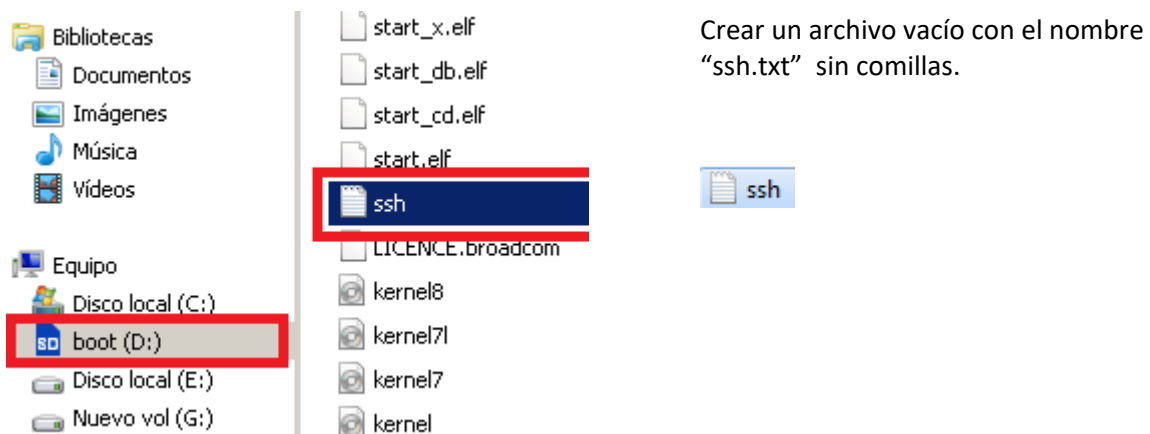 Bibliotecas
Documentos
Imágenes
Música
Vídeos
Equipo
Disco local (C:)
SD
boot (D:)
Disco local (E:)
Nuevo vol (G:)
start_x.elf
start_db.elf
start_cd.elf
start.elf
ssh
LICENCE.broadcom
kernel8
kernel7l
kernel7
kernel
Crear un archivo vacío con el nombre
“ssh.txt”  sin comillas.
ssh